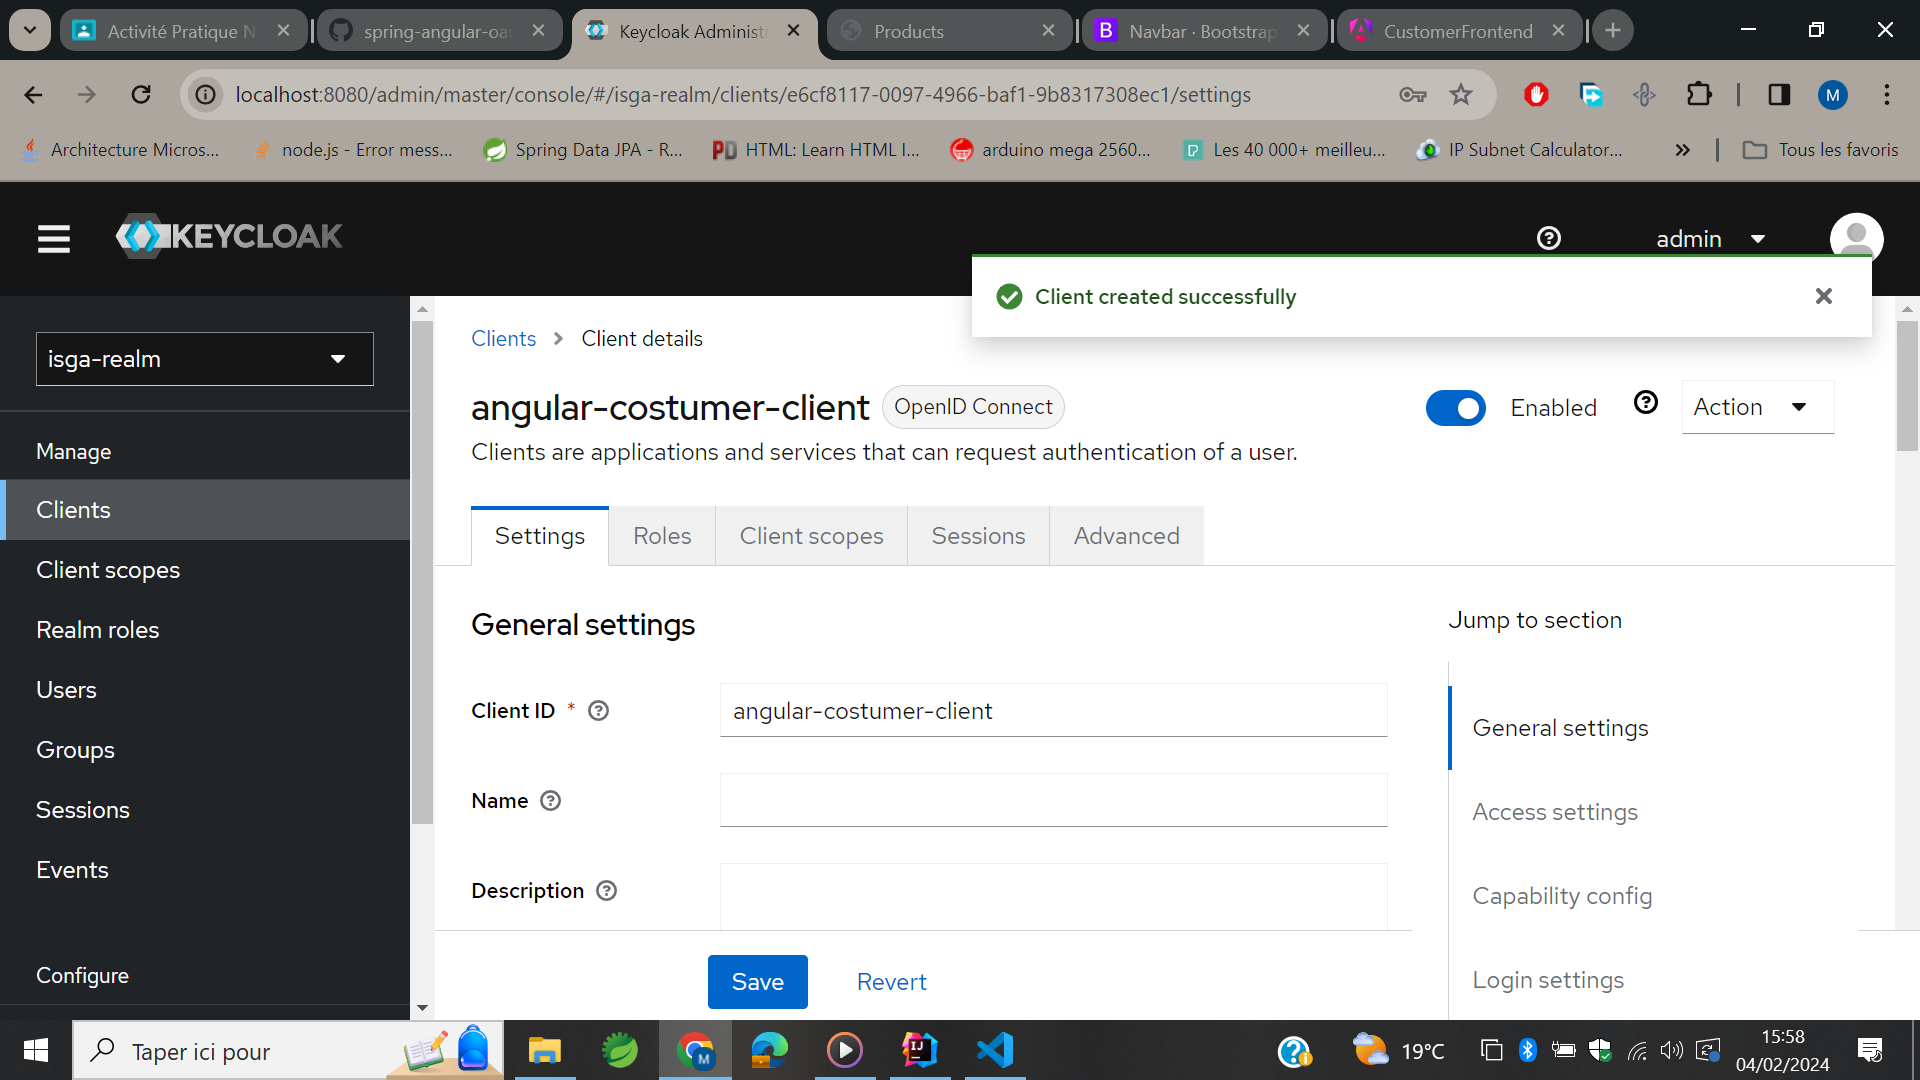 Activité Pratique N
spring-angular-oau
Keycloak Administ
Products
Navbar · Bootstrap
CustomerFrontend
localhost:8080/admin/master/console/#/isga-realm/clients/e6cf8117-0097-4966-baf1-9b8317308ec1/settings
M
Architecture Micros...
node.js - Error mess...
Spring Data JPA - R...
HTML: Learn HTML I...
arduino mega 2560...
Les 40 000+ meilleu...
IP Subnet Calculator...
Tous les favoris
KEYCLOAK
admin
Client created successfully
isga-realm
Manage
Clients
Client scopes
Realm roles
Users
Groups
Sessions
Events
Configure
Clients > Client details
angular-costumer-client
OpenID Connect
Enabled
Action
Clients are applications and services that can request authentication of a user.
Settings
Roles
Client scopes
Sessions
Advanced
General settings
Client ID *
angular-costumer-client
Name
Description
Save
Revert
Jump to section
General settings
Access settings
Capability config
Login settings
Taper ici pour
19°C
15:58
04/02/2024